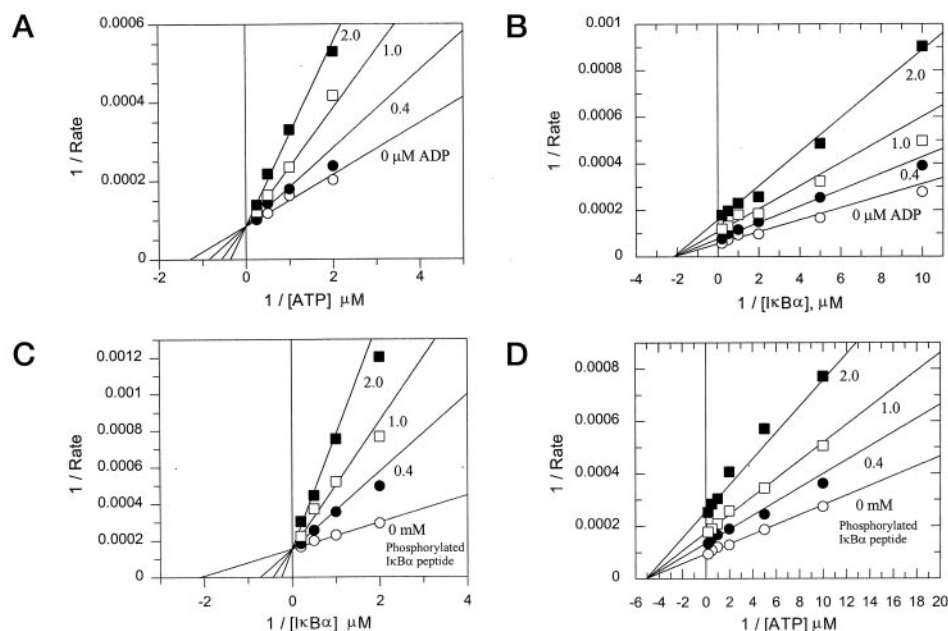 A
0.0006
0.0004
0.0002
0
-2 0 2 4
1 / Rate
1 / [ATP] μM
2.0
1.0
0.4
0 μM ADP
B
0.001
0.0008
0.0006
0.0004
0.0002
0
-4 -2 0 2 4 6 8 10
1 / Rate
1 / [IκBα], μM
2.0
1.0
0.4
0 μM ADP
C
0.0012
0.001
0.0008
0.0006
0.0004
0.0002
0
-2 0 2 4
1 / Rate
1 / [IκBα] μM
2.0
1.0
0.4
0 mM
Phosphorylated
IκBα peptide
D
0.0008
0.0006
0.0004
0.0002
0
-6 -4 -2 0 2 4 6 8 10 12 14 16 18 20
1 / Rate
1 / [ATP] μM
2.0
1.0
0.4
0 mM
Phosphorylated
IκBα peptide